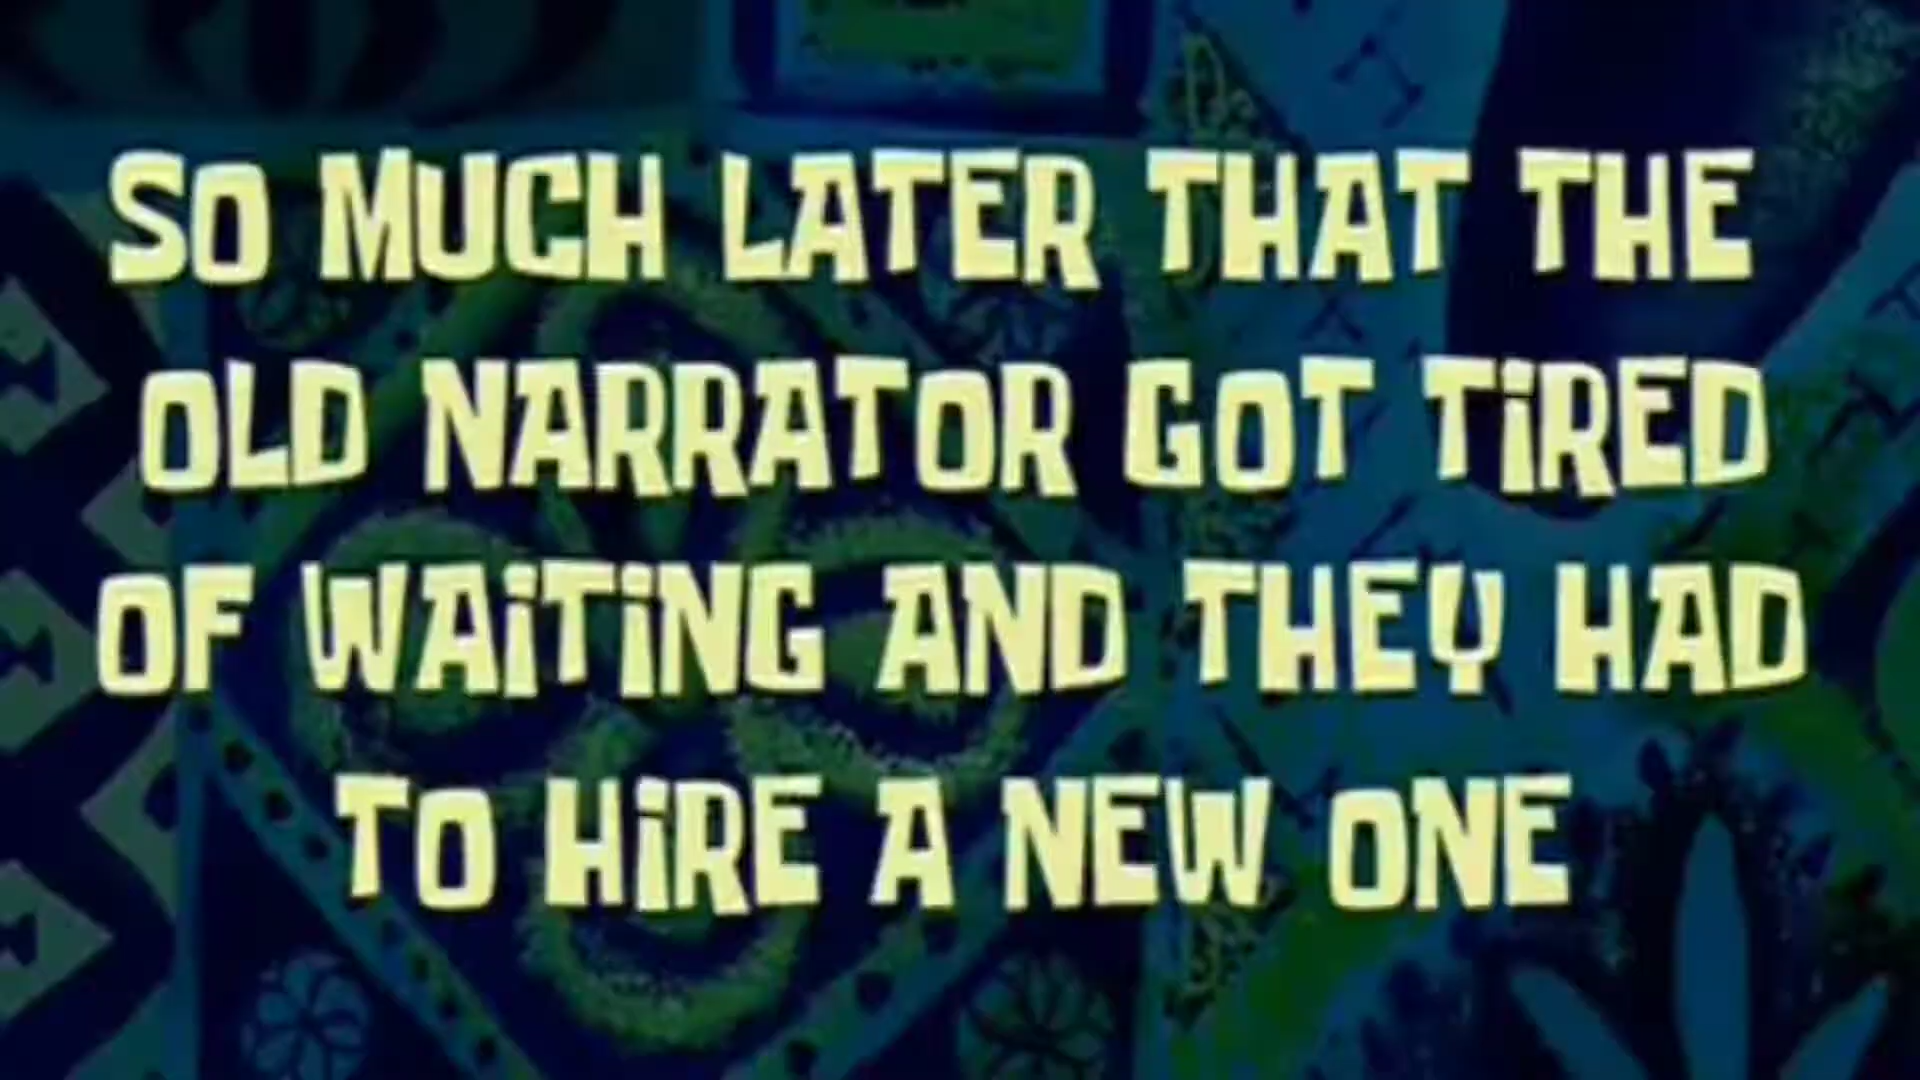 SO MUCH LATER THAT THE
OLD NARRATOR GOT TIRED
OF WAITING AND THEY HAD
TO HIRE A NEW ONE